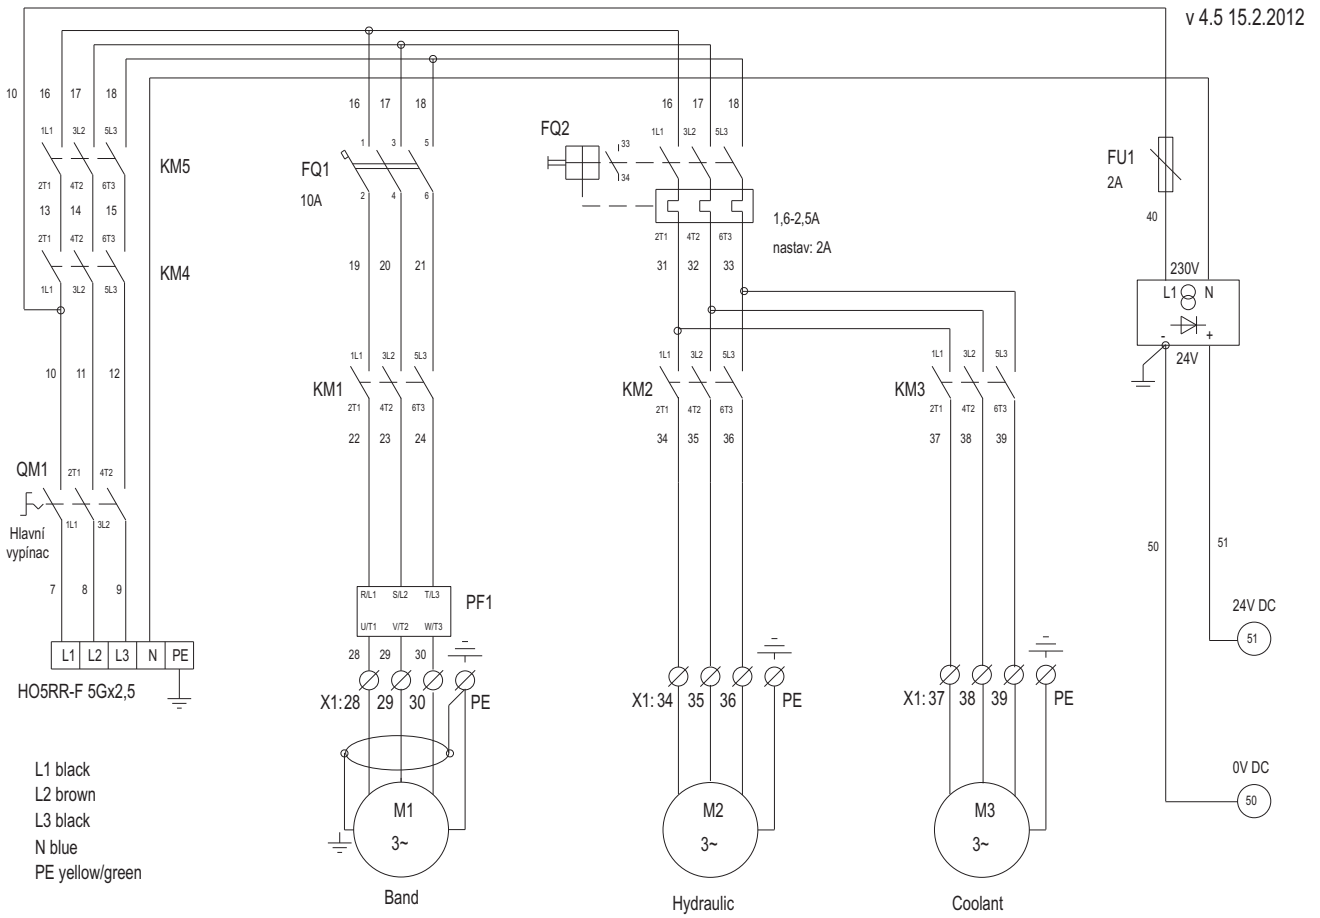 v 4.5 15.2.2012
10 16 17 18
16 17 18
16 17 18
1L1 3L2 5L3
KM5
2T1 4T2 6T3
13 14 15
2T1 4T2 6T3
KM4
1L1 3L2 5L3
10 11 12
QM1
2T1 4T2
1L1 3L2
Hlavní
vypínac
7 8 9
L1 L2 L3 N PE
HO5RR-F 5Gx2,5
L1 black
L2 brown
L3 black
N blue
PE yellow/green
1 3 5
FQ1
10A
2 4 6
19 20 21
1L1 3L2 5L3
KM1
2T1 4T2 6T3
22 23 24
R/L1 S/L2 T/L3
PF1
U/T1 V/T2 W/T3
28 29 30
X1: 28 29 30 PE
M1
3~
Band
FQ2
33
34
1L1 3L2 5L3
1,6-2,5A
nastav: 2A
2T1 4T2 6T3
31 32 33
1L1 3L2 5L3
KM2
2T1 4T2 6T3
34 35 36
X1: 34 35 36 PE
M2
3~
Hydraulic
1L1 3L2 5L3
KM3
2T1 4T2 6T3
37 38 39
X1: 37 38 39 PE
M3
3~
Coolant
FU1
2A
40
230V
L1 N
- +
24V
50 51
24V DC
51
0V DC
50